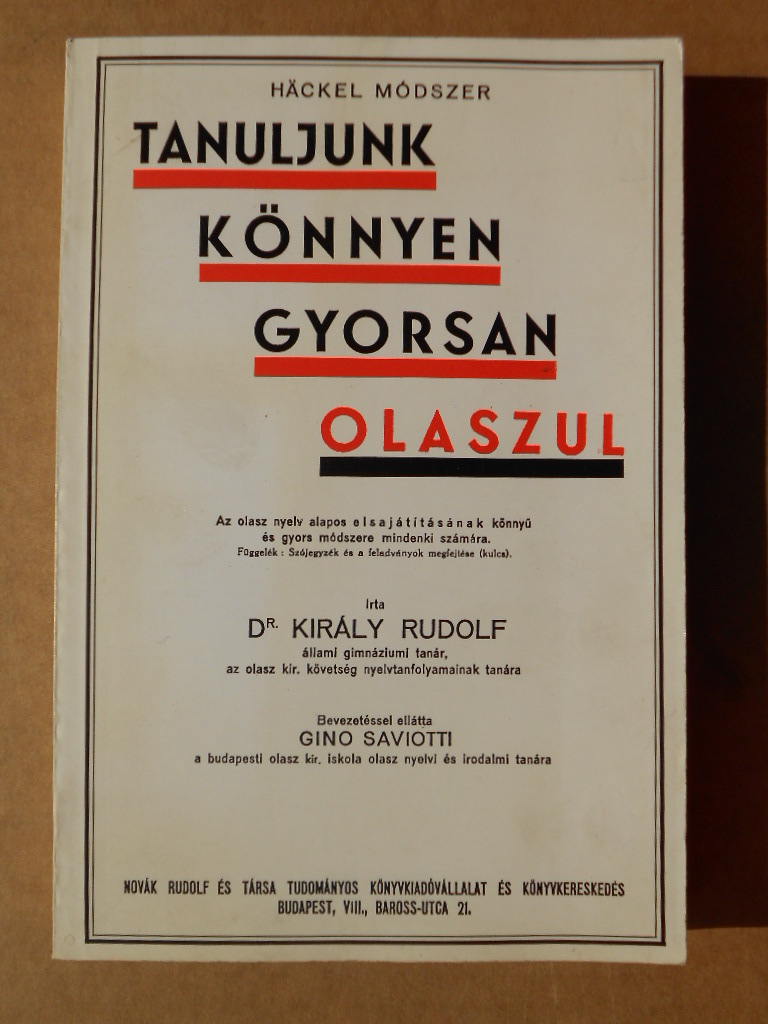 HÄCKEL MÓDSZER
TANULJUNK
KÖNNYEN
GYORSAN
OLASZUL
Az olasz nyelv alapos elsajátításának könnyű
és gyors módszere mindenki számára.
Függelék : Szójegyzék és a feladványok megfejtése (kulcs).
Irta
DR. KIRÁLY RUDOLF
állami gimnáziumi tanár,
az olasz kir. követség nyelvtanfolyamainak tanára
Bevezetéssel ellátta
GINO SAVIOTTI
a budapesti olasz kir. iskola olasz nyelvi és irodalmi tanára
NOVÁK RUDOLF ÉS TÁRSA TUDOMÁNYOS KÖNYVKIADÓVÁLLALAT ÉS KÖNYVKERESKEDÉS
BUDAPEST, VIII., BAROSS-UTCA 21.